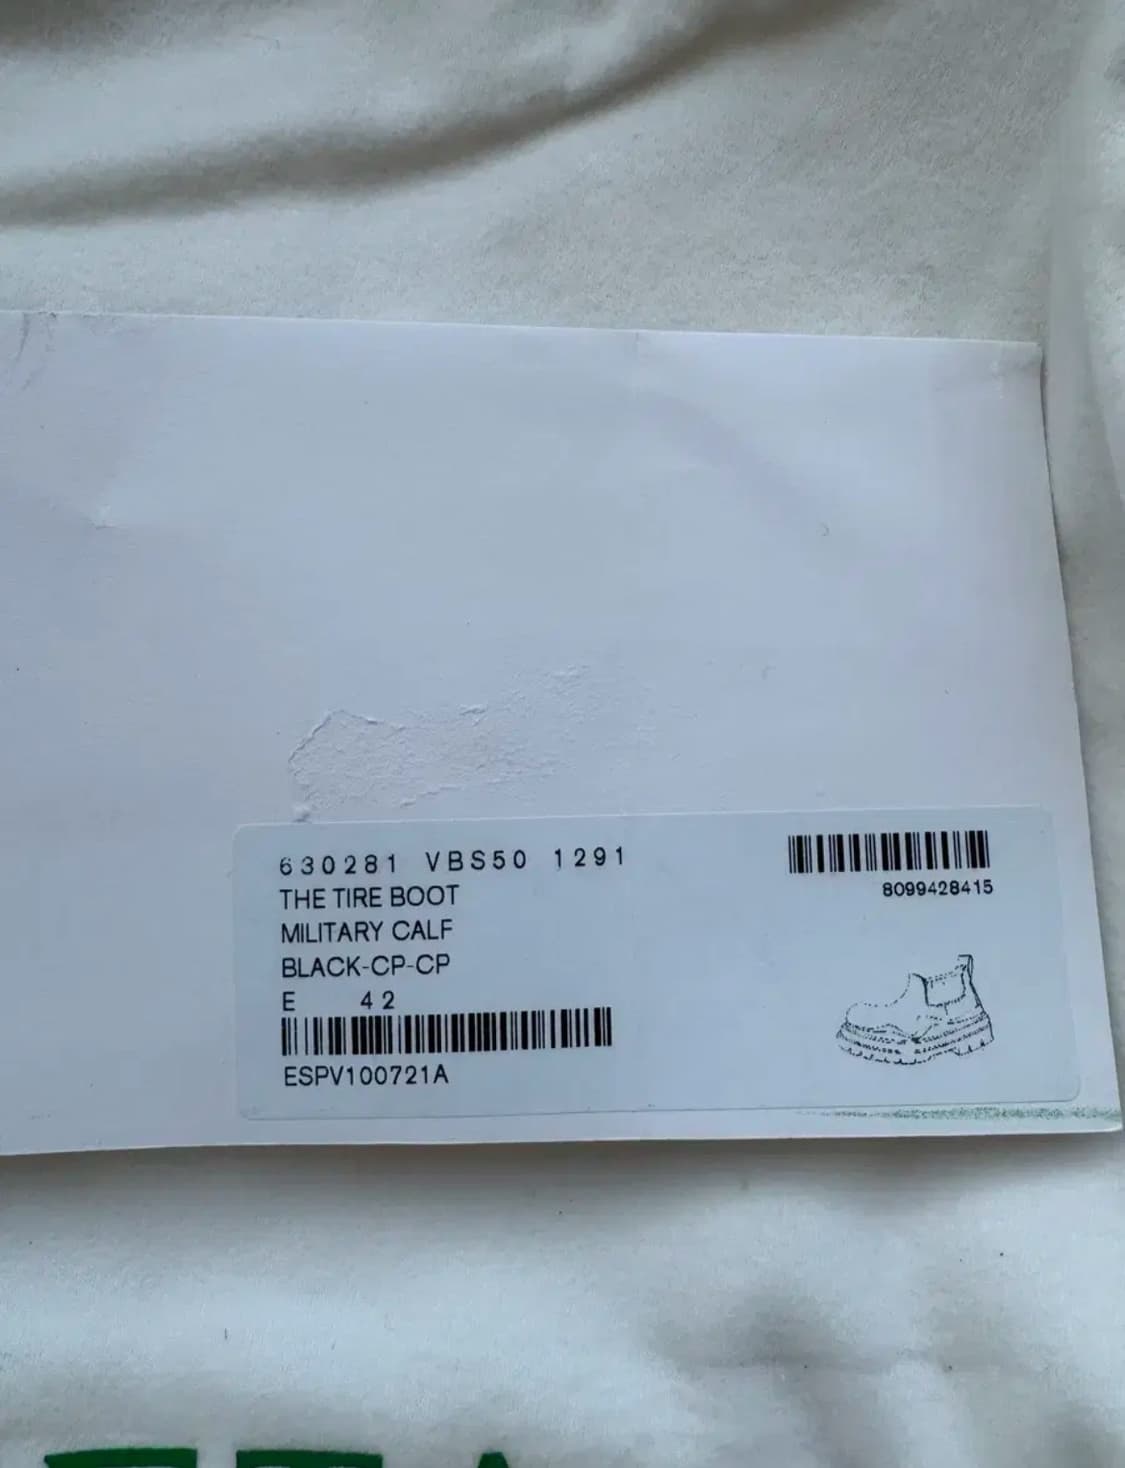 630281 VBS50 1291
THE TIRE BOOT
MILITARY CALF
BLACK-CP-CP
E 42
ESPV100721A
8099428415